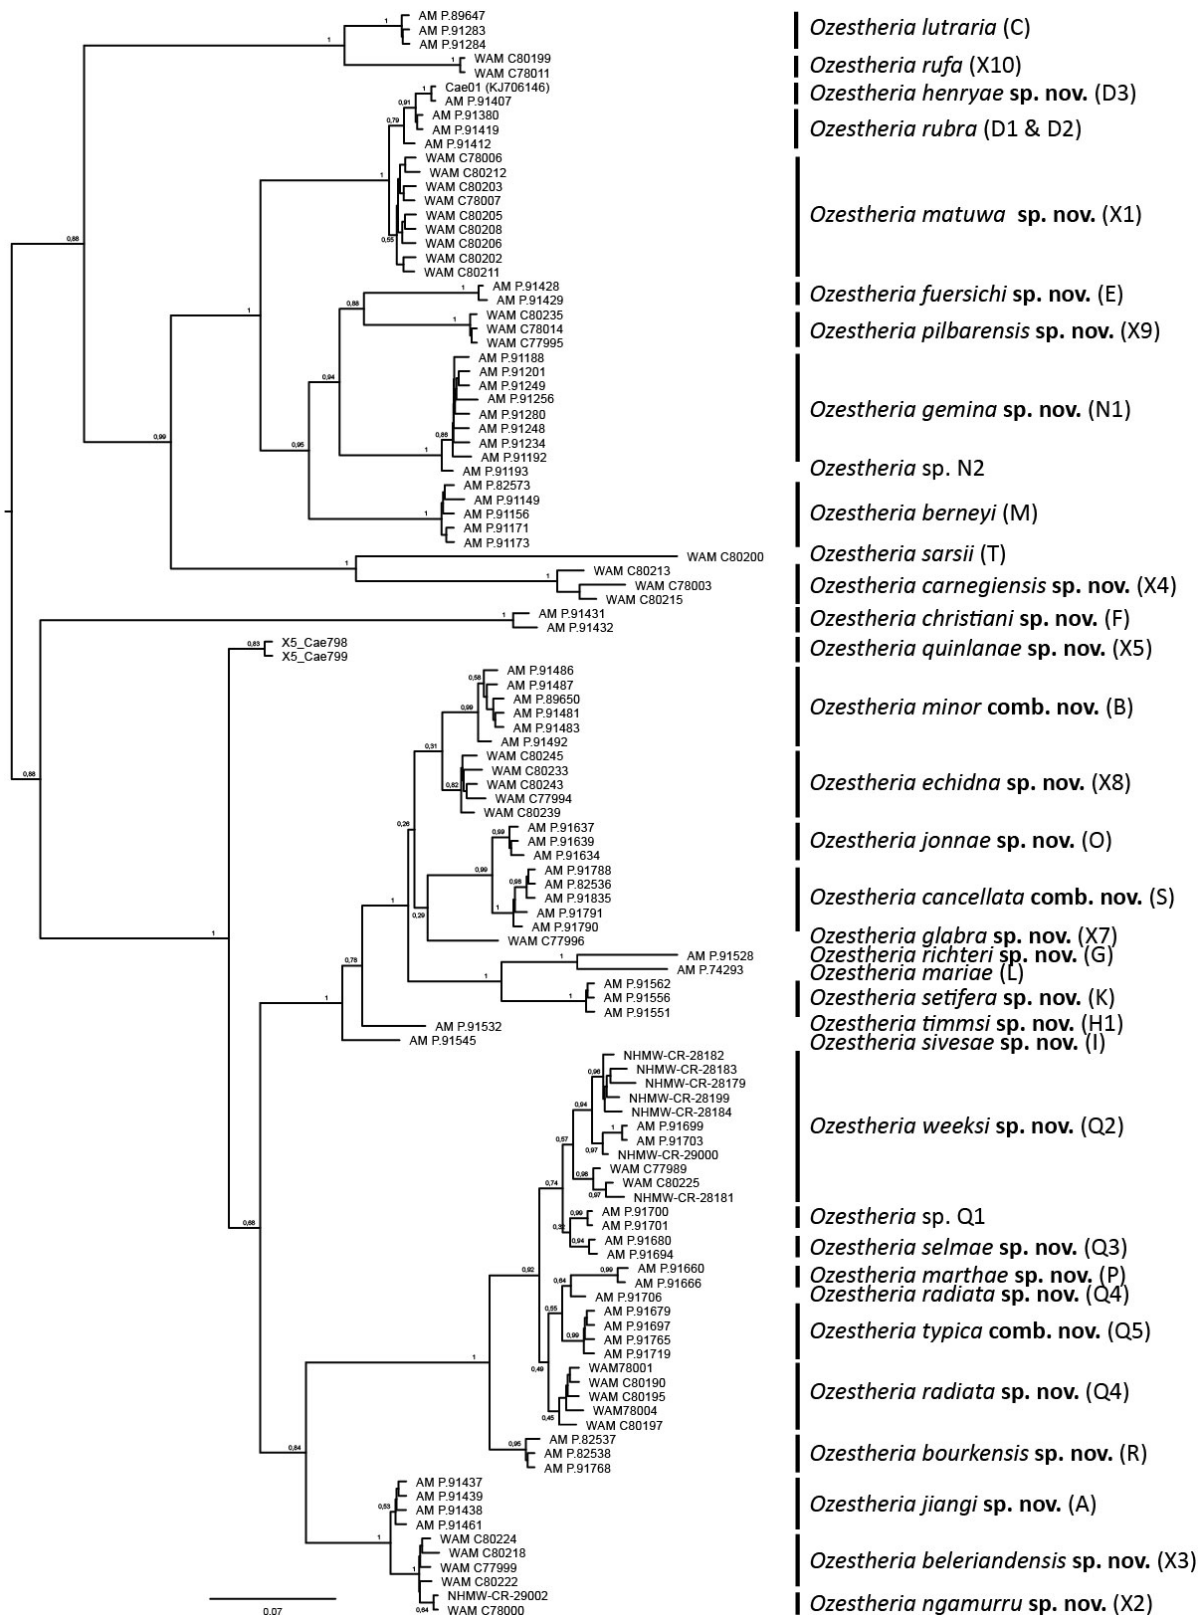 AM P.89647
AM P.91283
AM P.91284
Ozestheria lutraria (C)
WAM C80199
WAM C78011
Ozestheria rufa (X10)
Cae01 (KJ706146)
AM P.91407
Ozestheria henryae sp. nov. (D3)
AM P.91380
AM P.91419
AM P.91412
Ozestheria rubra (D1 & D2)
WAM C78006
WAM C80212
WAM C80203
WAM C78007
WAM C80205
WAM C80208
WAM C80206
WAM C80202
WAM C80211
Ozestheria matuwa sp. nov. (X1)
AM P.91428
AM P.91429
Ozestheria fuersichi sp. nov. (E)
WAM C80235
WAM C78014
WAM C77995
Ozestheria pilbarensis sp. nov. (X9)
AM P.91188
AM P.91201
AM P.91249
AM P.91256
AM P.91280
AM P.91248
AM P.91234
AM P.91192
Ozestheria gemina sp. nov. (N1)
AM P.91193
Ozestheria sp. N2
AM P.82573
AM P.91149
AM P.91156
AM P.91171
AM P.91173
Ozestheria berneyi (M)
WAM C80200
Ozestheria sarsii (T)
WAM C80213
WAM C78003
WAM C80215
Ozestheria carnegiensis sp. nov. (X4)
AM P.91431
AM P.91432
Ozestheria christiani sp. nov. (F)
X5_Cae798
X5_Cae799
Ozestheria quinlanae sp. nov. (X5)
AM P.91486
AM P.91487
AM P.89650
AM P.91481
AM P.91483
AM P.91492
Ozestheria minor comb. nov. (B)
WAM C80245
WAM C80233
WAM C80243
WAM C77994
WAM C80239
Ozestheria echidna sp. nov. (X8)
AM P.91637
AM P.91639
AM P.91634
Ozestheria jonnae sp. nov. (O)
AM P.91788
AM P.82536
AM P.91835
AM P.91791
AM P.91790
Ozestheria cancellata comb. nov. (S)
WAM C77996
Ozestheria glabra sp. nov. (X7)
AM P.91528
Ozestheria richteri sp. nov. (G)
AM P.74293
Ozestheria mariae (L)
AM P.91562
AM P.91556
AM P.91551
Ozestheria setifera sp. nov. (K)
AM P.91532
Ozestheria timmsi sp. nov. (H1)
AM P.91545
Ozestheria sivesae sp. nov. (I)
NHMW-CR-28182
NHMW-CR-28183
NHMW-CR-28179
NHMW-CR-28199
NHMW-CR-28184
AM P.91699
AM P.91703
NHMW-CR-29000
WAM C77989
WAM C80225
NHMW-CR-28181
Ozestheria weeksi sp. nov. (Q2)
AM P.91700
AM P.91701
Ozestheria sp. Q1
AM P.91680
AM P.91694
Ozestheria selmae sp. nov. (Q3)
AM P.91660
AM P.91666
Ozestheria marthae sp. nov. (P)
AM P.91706
Ozestheria radiata sp. nov. (Q4)
AM P.91679
AM P.91697
AM P.91765
AM P.91719
Ozestheria typica comb. nov. (Q5)
WAM78001
WAM C80190
WAM C80195
WAM78004
WAM C80197
Ozestheria radiata sp. nov. (Q4)
AM P.82537
AM P.82538
AM P.91768
Ozestheria bourkensis sp. nov. (R)
AM P.91437
AM P.91439
AM P.91438
AM P.91461
Ozestheria jiangi sp. nov. (A)
WAM C80224
WAM C80218
WAM C77999
WAM C80222
Ozestheria beleriandensis sp. nov. (X3)
NHMW-CR-29002
WAM C78000
Ozestheria ngamurru sp. nov. (X2)
0.07